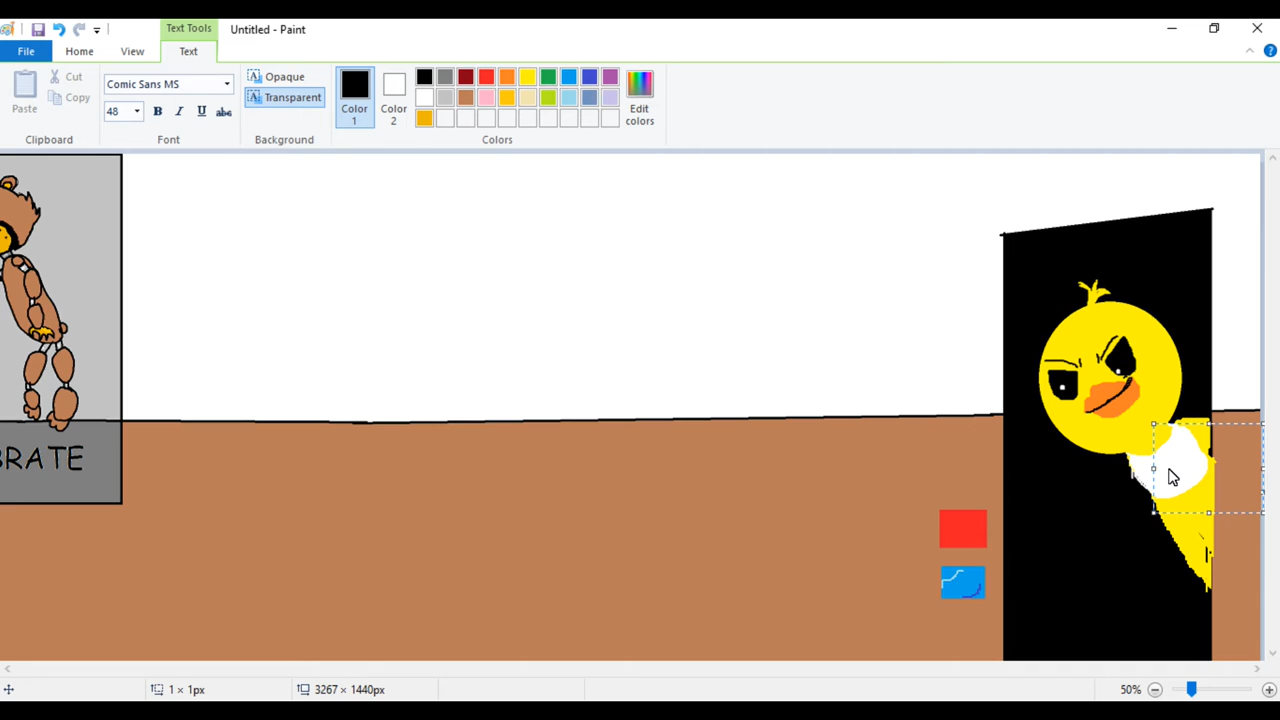 Text Tools
Untitled - Paint
File
Home
View
Text
Paste
Cut
Copy
Clipboard
Comic Sans MS
48
B
I
U
abc
Font
Opaque
Transparent
Background
Color 1
Color 2
Edit colors
Colors
BRATE
1 × 1px
3267 × 1440px
50%